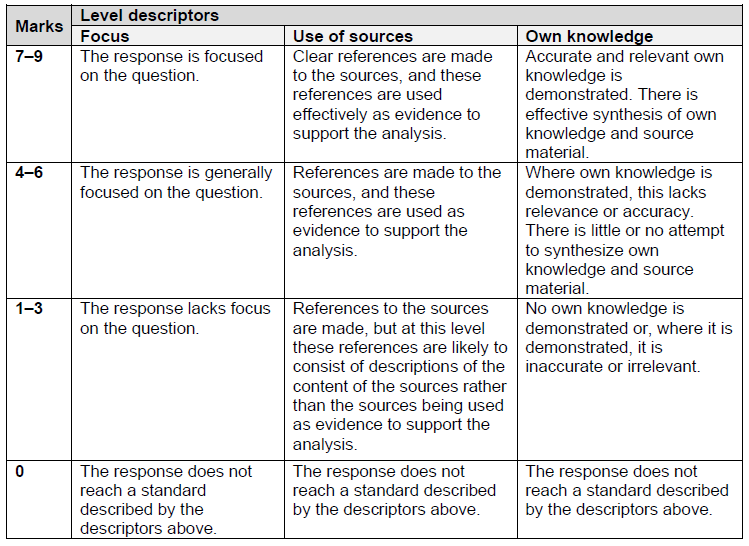 Marks
Level descriptors
Focus
Use of sources
Own knowledge
7–9
The response is focused
on the question.
Clear references are made
to the sources, and these
references are used
effectively as evidence to
support the analysis.
Accurate and relevant own
knowledge is
demonstrated. There is
effective synthesis of own
knowledge and source
material.
4–6
The response is generally
focused on the question.
References are made to the
sources, and these
references are used as
evidence to support the
analysis.
Where own knowledge is
demonstrated, this lacks
relevance or accuracy.
There is little or no attempt
to synthesize own
knowledge and source
material.
1–3
The response lacks focus
on the question.
References to the sources
are made, but at this level
these references are likely to
consist of descriptions of the
content of the sources rather
than the sources being used
as evidence to support the
analysis.
No own knowledge is
demonstrated or, where it is
demonstrated, it is
inaccurate or irrelevant.
0
The response does not
reach a standard
described by the
descriptors above.
The response does not
reach a standard described
by the descriptors above.
The response does not
reach a standard described
by the descriptors above.